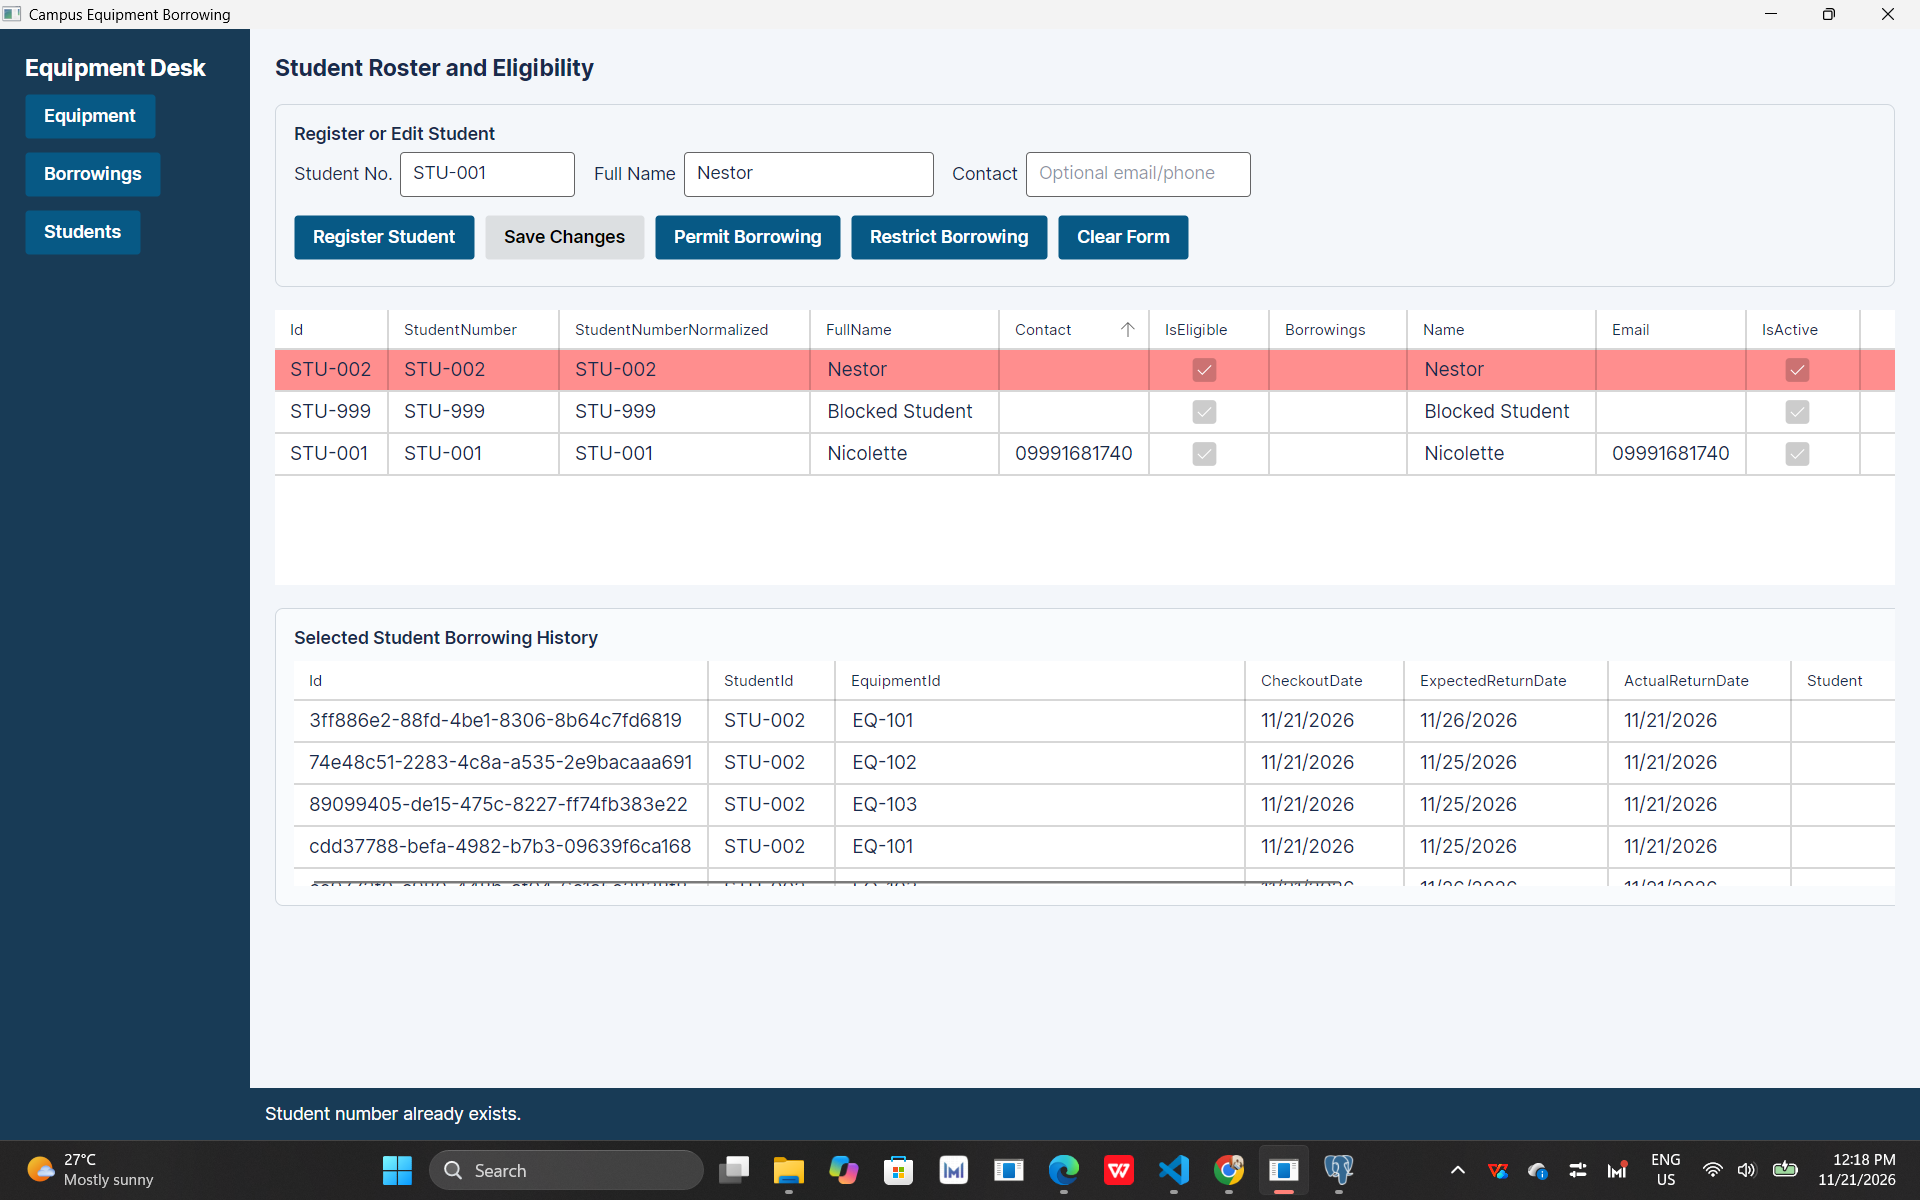 Campus Equipment Borrowing
Equipment Desk
Equipment
Borrowings
Students
Student Roster and Eligibility
Register or Edit Student
Student No. STU-001 Full Name Nestor Contact Optional email/phone
Register Student Save Changes Permit Borrowing Restrict Borrowing Clear Form
Id StudentNumber StudentNumberNormalized FullName Contact IsEligible Borrowings Name Email IsActive
STU-002 STU-002 STU-002 Nestor Nestor
STU-999 STU-999 STU-999 Blocked Student Blocked Student
STU-001 STU-001 STU-001 Nicolette 09991681740 Nicolette 09991681740
Selected Student Borrowing History
Id StudentId EquipmentId CheckoutDate ExpectedReturnDate ActualReturnDate Student
3ff886e2-88fd-4be1-8306-8b64c7fd6819 STU-002 EQ-101 11/21/2026 11/26/2026 11/21/2026
74e48c51-2283-4c8a-a535-2e9bacaaa691 STU-002 EQ-102 11/21/2026 11/25/2026 11/21/2026
89099405-de15-475c-8227-ff74fb383e22 STU-002 EQ-103 11/21/2026 11/25/2026 11/21/2026
cdd37788-befa-4982-b7b3-09639f6ca168 STU-002 EQ-101 11/21/2026 11/25/2026 11/21/2026
Student number already exists.
27°C
Mostly sunny
Search
ENG
US
12:18 PM
11/21/2026